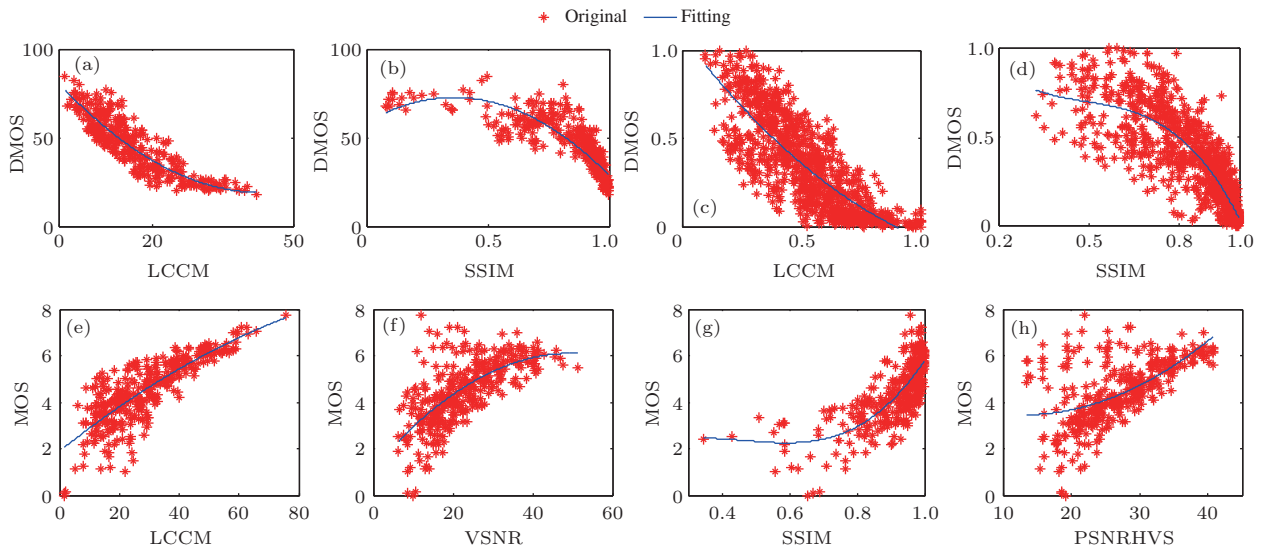 Original Fitting
(a)
100
50
0
DMOS
0 20 50
LCCM
(b)
100
50
0
DMOS
0 0.5 1.0
SSIM
(c)
1.0
0.5
0
DMOS
0 0.5 1.0
LCCM
(d)
1.0
0.5
0
DMOS
0.2 0.5 0.8 1.0
SSIM
(e)
8
6
4
2
0
MOS
0 20 40 60 80
LCCM
(f)
8
6
4
2
0
MOS
0 20 40 60
VSNR
(g)
8
6
4
2
0
MOS
0.4 0.6 0.8 1.0
SSIM
(h)
8
6
4
2
0
MOS
10 20 30 40
PSNRHVS